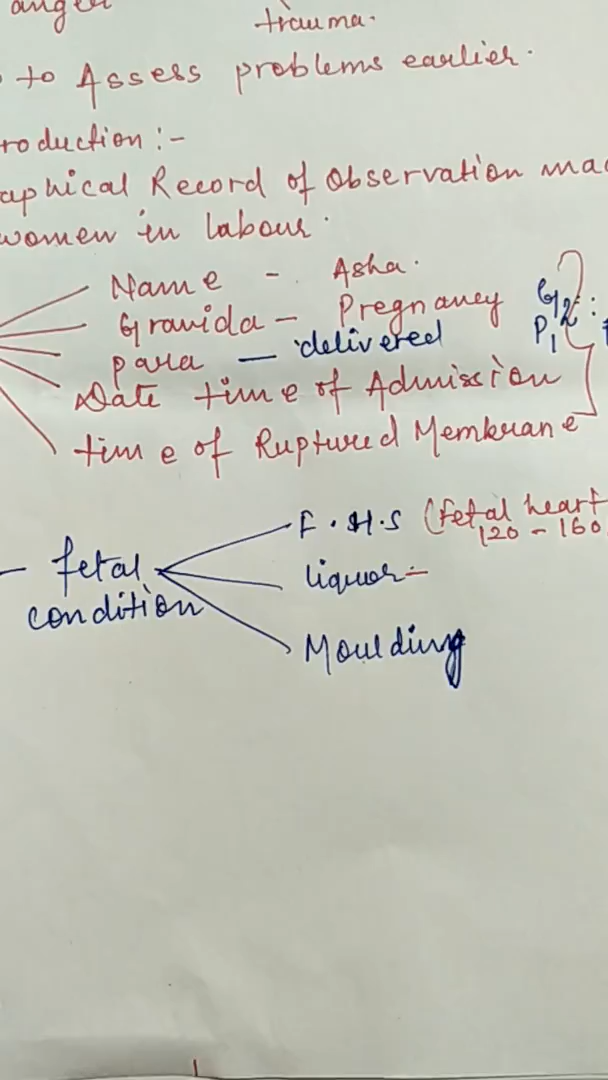 trauma.
to Assess problems earlier.
roduction :-
aphical Record of Observation mad
women in labour.
Name - Asha.
Gravida - Pregnancy G2:
para - delivered P1
Date time of Admission
time of Ruptured Membrane
- fetal condition
F.H.S (fetal heart
120 - 160
liquor -
Moulding